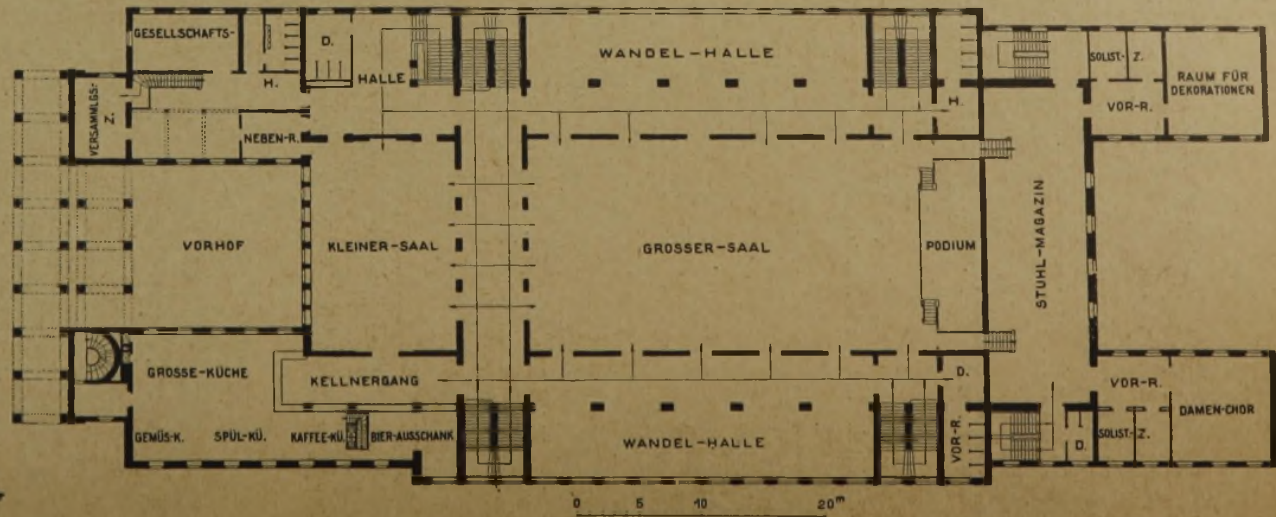 GESELLSCHAFTS-
D.
HALLE
H.
VERSAMMLGS-
Z.
NEBEN-R.
WANDEL-HALLE
H.
SOLIST-Z.
VOR-R.
RAUM FÜR
DEKORATIONEN
VORHOF
KLEINER-SAAL
GROSSER-SAAL
PODIUM
STUHL-MAGAZIN
GROSSE-KÜCHE
KELLNERGANG
GEMÜS-K.
SPÜL-KÜ.
KAFFEE-KÜ.
BIER-AUSSCHANK
WANDEL-HALLE
D.
VOR-R.
VOR-R.
SOLIST-Z.
D.
DAMEN-CHOR
0 5 10 20m